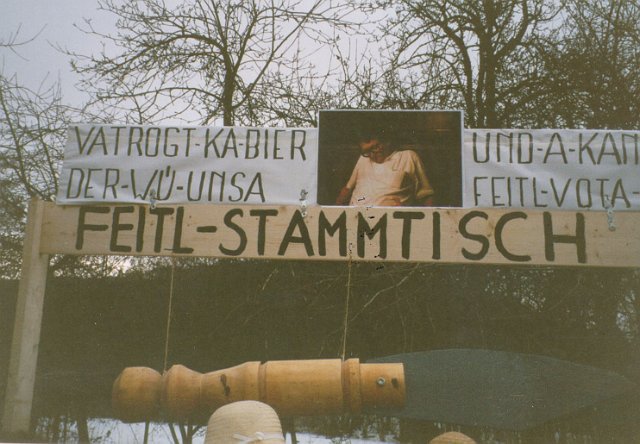 VATROGT-KA-BIER
DER-WÜ-UNSA
UND-A-KAN
FEITL-VOTA
FEITL-STAMMTISCH